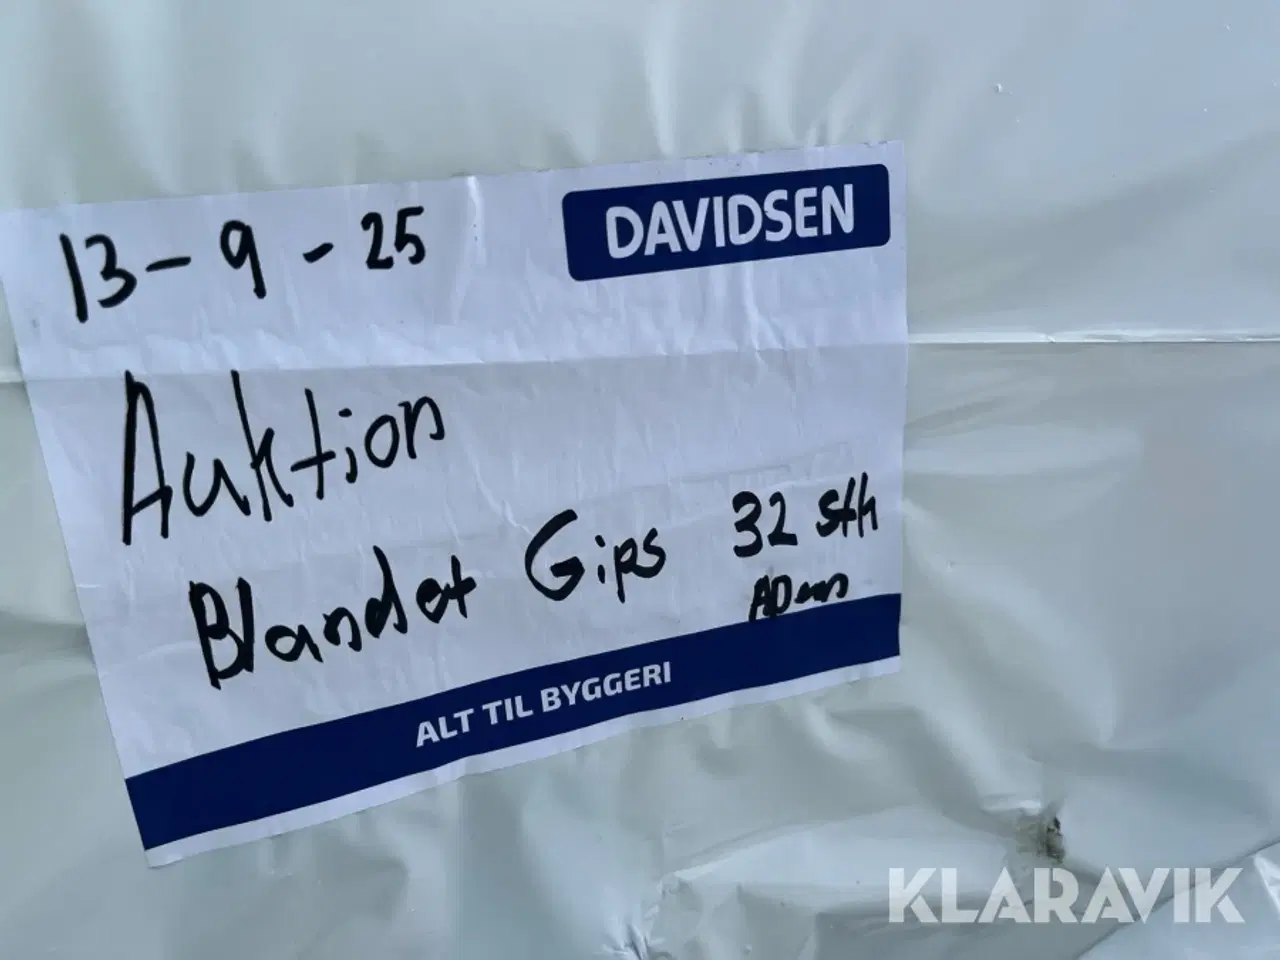 DAVIDSEN
13-9-25
Auktion
Blandet Gips 32 stk
ALT TIL BYGGERI
KLARAVIK